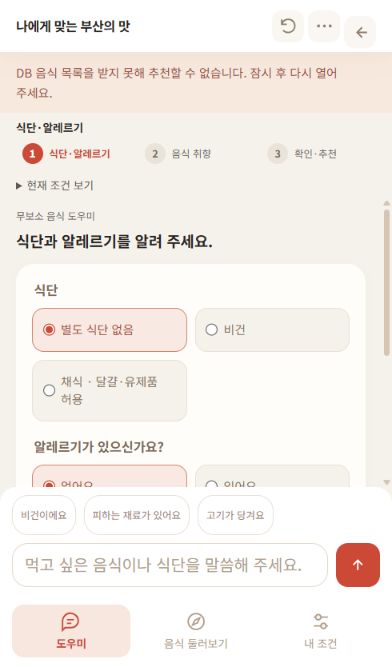 나에게 맞는 부산의 맛
DB 음식 목록을 받지 못해 추천할 수 없습니다. 잠시 후 다시 열어
주세요.
식단·알레르기
1 식단·알레르기
2 음식 취향
3 확인·추천
▶ 현재 조건 보기
무보소 음식 도우미
식단과 알레르기를 알려 주세요.
식단
별도 식단 없음
비건
채식 · 달걀·유제품
허용
알레르기가 있으신가요?
없어요
있어요
비건이에요
피하는 재료가 있어요
고기가 당겨요
먹고 싶은 음식이나 식단을 말씀해 주세요.
도우미
음식 둘러보기
내 조건